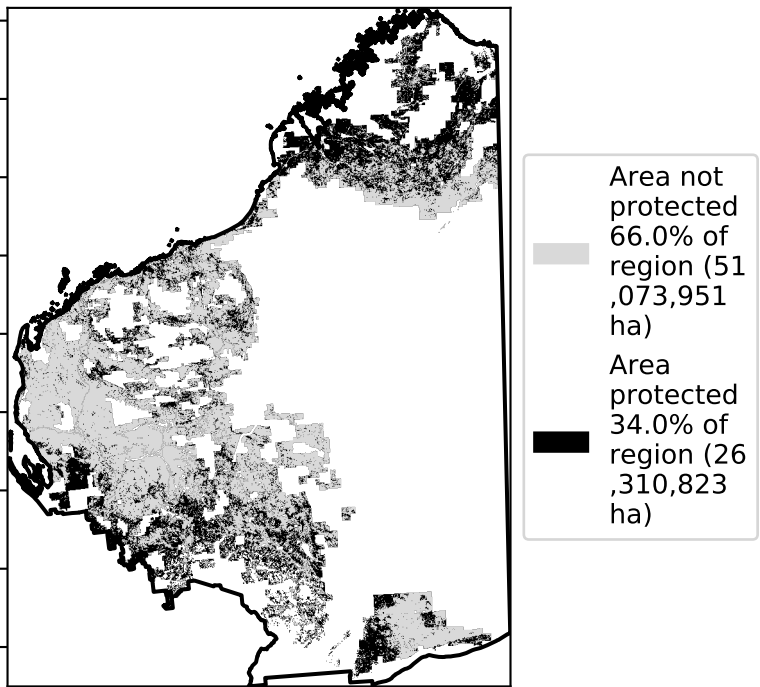 Area not
protected
66.0% of
region (51
,073,951
ha)
Area
protected
34.0% of
region (26
,310,823
ha)